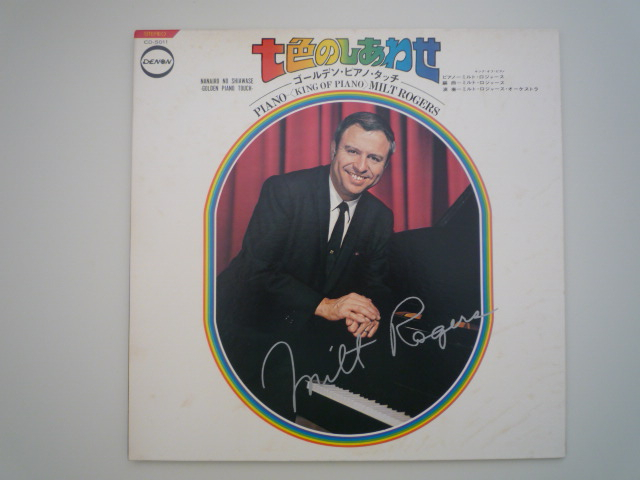 STEREO
CD-5011
DENON
七色のしあわせ
NANAIRO NO SHIAWASE
-GOLDEN PIANO TOUCH-
ゴールデン・ピアノ・タッチ
ピアノ=ミルト・ロジャース
編曲=ミルト・ロジャース
演奏=ミルト・ロジャース・オーケストラ
PIANO-<KING OF PIANO>MILT ROGERS
Milt Rogers